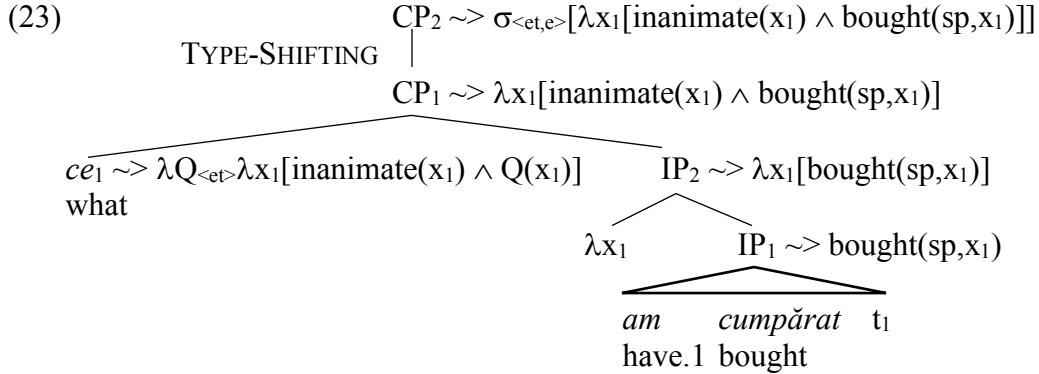 (23) CP₂ ~> σ<et,e>[λx₁[inanimate(x₁) ∧ bought(sp,x₁)]]
TYPE-SHIFTING
CP₁ ~> λx₁[inanimate(x₁) ∧ bought(sp,x₁)]
ce₁ ~> λQ<et>λx₁[inanimate(x₁) ∧ Q(x₁)] IP₂ ~> λx₁[bought(sp,x₁)]
what
λx₁ IP₁ ~> bought(sp,x₁)
am cumpărat t₁
have.1 bought